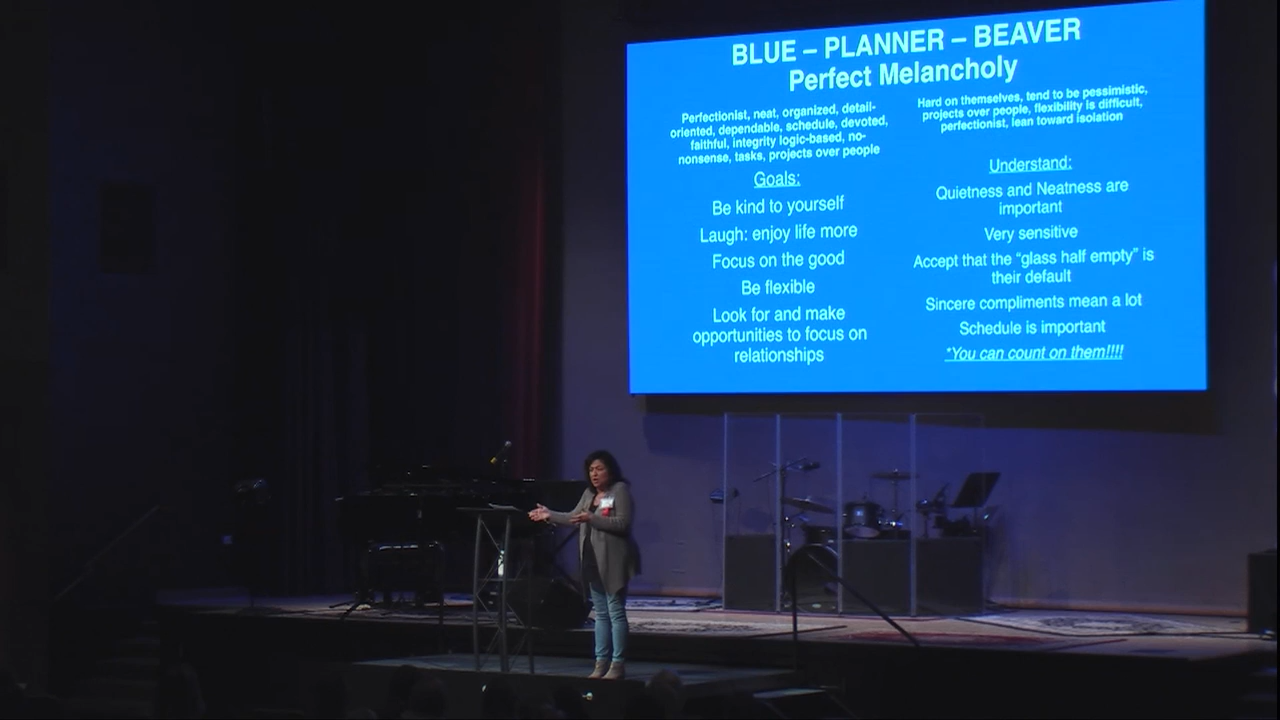 BLUE – PLANNER – BEAVER
Perfect Melancholy
Perfectionist, neat, organized, detail-
oriented, dependable, schedule, devoted,
faithful, integrity logic-based, no-
nonsense, tasks, projects over people
Goals:
Be kind to yourself
Laugh: enjoy life more
Focus on the good
Be flexible
Look for and make
opportunities to focus on
relationships
Hard on themselves, tend to be pessimistic,
projects over people, flexibility is difficult,
perfectionist, lean toward isolation
Understand:
Quietness and Neatness are
important
Very sensitive
Accept that the “glass half empty” is
their default
Sincere compliments mean a lot
Schedule is important
*You can count on them!!!!